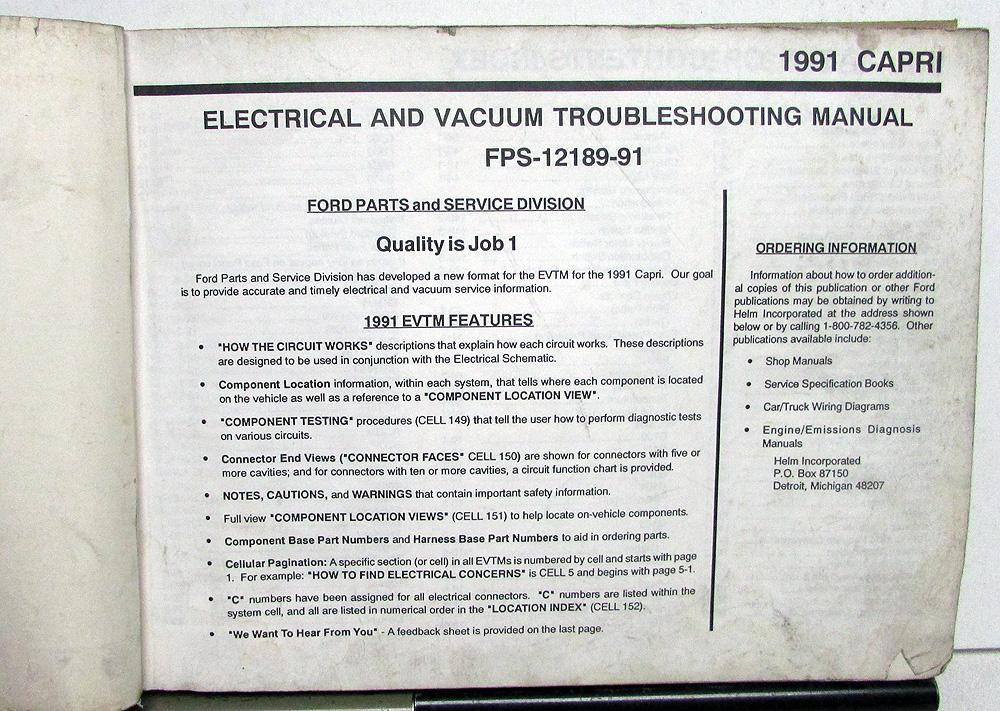 1991 CAPRI
ELECTRICAL AND VACUUM TROUBLESHOOTING MANUAL
FPS-12189-91
FORD PARTS and SERVICE DIVISION
Quality is Job 1
Ford Parts and Service Division has developed a new format for the EVTM for the 1991 Capri. Our goal
is to provide accurate and timely electrical and vacuum service information.
1991 EVTM FEATURES
• "HOW THE CIRCUIT WORKS" descriptions that explain how each circuit works. These descriptions
are designed to be used in conjunction with the Electrical Schematic.
• Component Location information, within each system, that tells where each component is located
on the vehicle as well as a reference to a "COMPONENT LOCATION VIEW".
• "COMPONENT TESTING" procedures (CELL 149) that tell the user how to perform diagnostic tests
on various circuits.
• Connector End Views ("CONNECTOR FACES" CELL 150) are shown for connectors with five or
more cavities; and for connectors with ten or more cavities, a circuit function chart is provided.
• NOTES, CAUTIONS, and WARNINGS that contain important safety information.
• Full view "COMPONENT LOCATION VIEWS" (CELL 151) to help locate on-vehicle components.
• Component Base Part Numbers and Harness Base Part Numbers to aid in ordering parts.
• Cellular Pagination: A specific section (or cell) in all EVTMs is numbered by cell and starts with page
1. For example: "HOW TO FIND ELECTRICAL CONCERNS" is CELL 5 and begins with page 5-1.
• "C" numbers have been assigned for all electrical connectors. "C" numbers are listed within the
system cell, and all are listed in numerical order in the "LOCATION INDEX" (CELL 152).
• "We Want To Hear From You" - A feedback sheet is provided on the last page.
ORDERING INFORMATION
Information about how to order addition-
al copies of this publication or other Ford
publications may be obtained by writing to
Helm Incorporated at the address shown
below or by calling 1-800-782-4356. Other
publications available include:
• Shop Manuals
• Service Specification Books
• Car/Truck Wiring Diagrams
• Engine/Emissions Diagnosis
Manuals
Helm Incorporated
P.O. Box 87150
Detroit, Michigan 48207